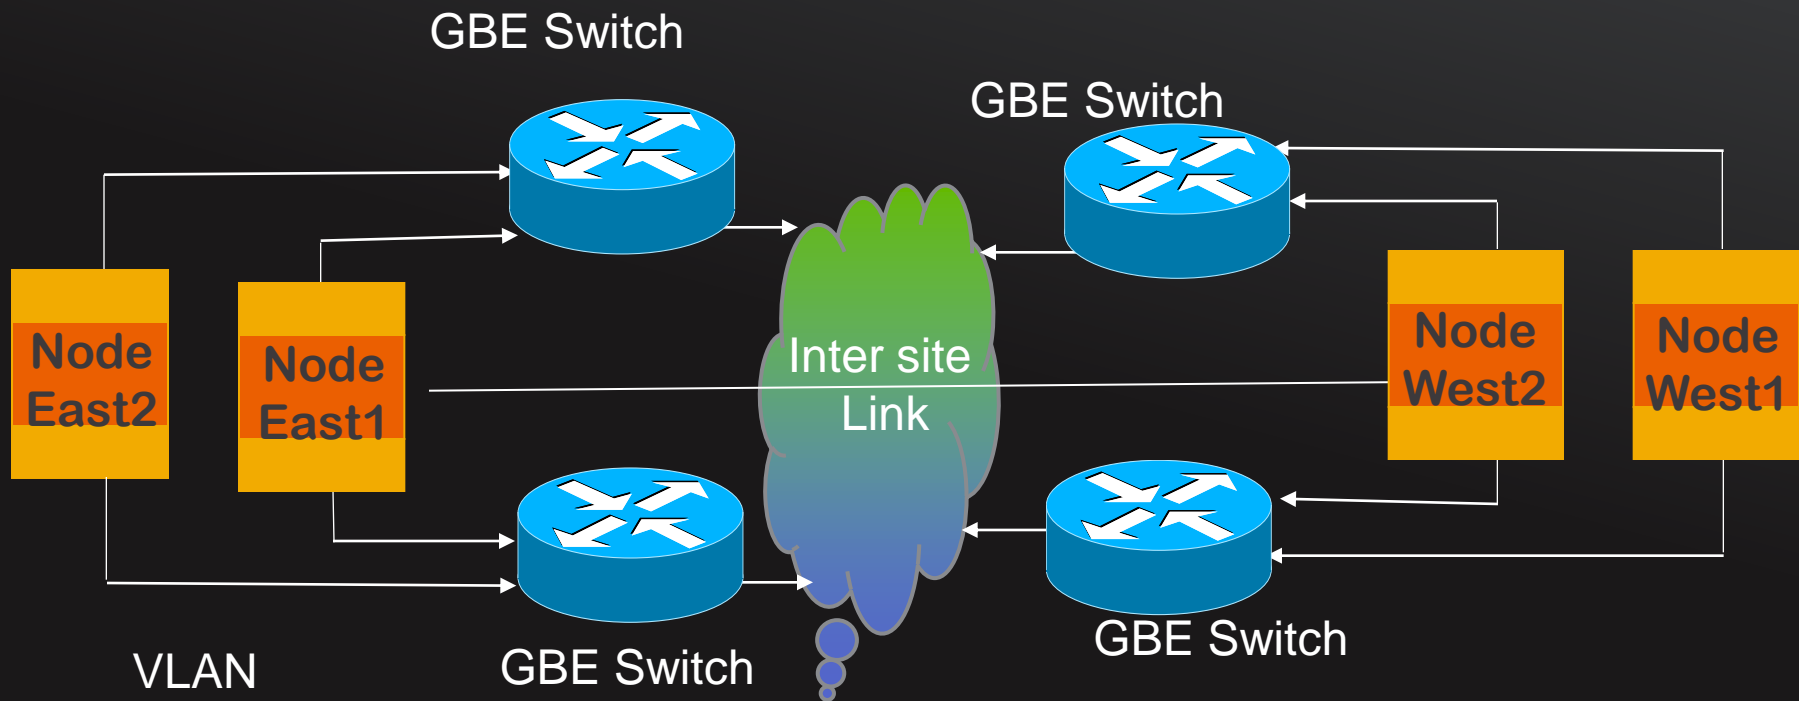 GBE Switch
GBE Switch
Node
East2
Node
East1
Inter site
Link
Node
West2
Node
West1
VLAN
GBE Switch
GBE Switch